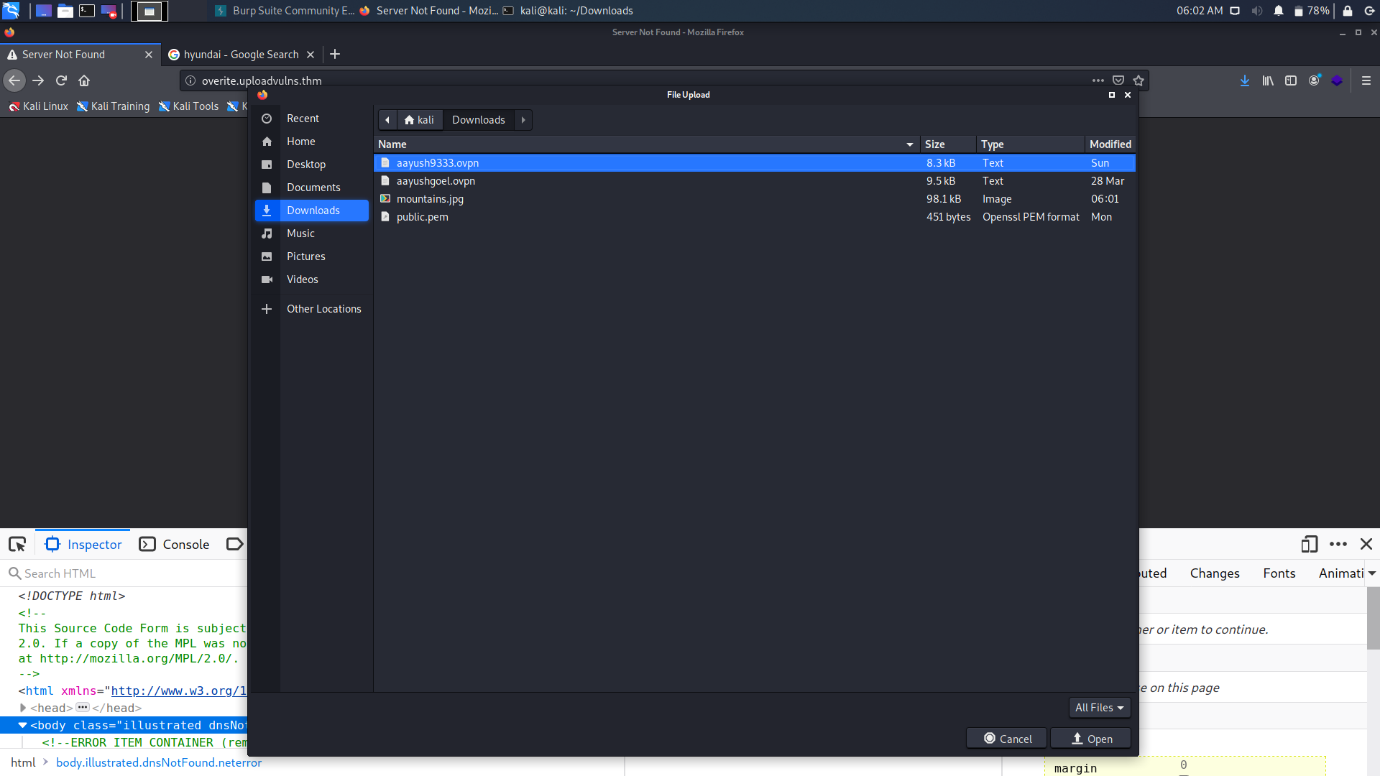 Burp Suite Community E...
Server Not Found - Mozi...
kali@kali: ~/Downloads
06:02 AM
78%
Server Not Found - Mozilla Firefox
Server Not Found
hyundai - Google Search
overite.uploadvulns.thm
Kali Linux
Kali Training
Kali Tools
File Upload
Recent
Home
Desktop
Documents
Downloads
Music
Pictures
Videos
Other Locations
kali
Downloads
Name Size Type Modified
aayush9333.ovpn 8.3 kB Text Sun
aayushgoel.ovpn 9.5 kB Text 28 Mar
mountains.jpg 98.1 kB Image 06:01
public.pem 451 bytes Openssl PEM format Mon
All Files
Cancel
Open
Inspector
Console
Search HTML
<!DOCTYPE html>
<!--
This Source Code Form is subject
2.0. If a copy of the MPL was no
at http://mozilla.org/MPL/2.0/.
-->
<html xmlns="http://www.w3.org/1
<head> </head>
<body class="illustrated dnsNot
<!--ERROR ITEM CONTAINER (rem
html
body.illustrated.dnsNotFound.neterror
uted
Changes
Fonts
Animati
er or item to continue.
e on this page
margin
0